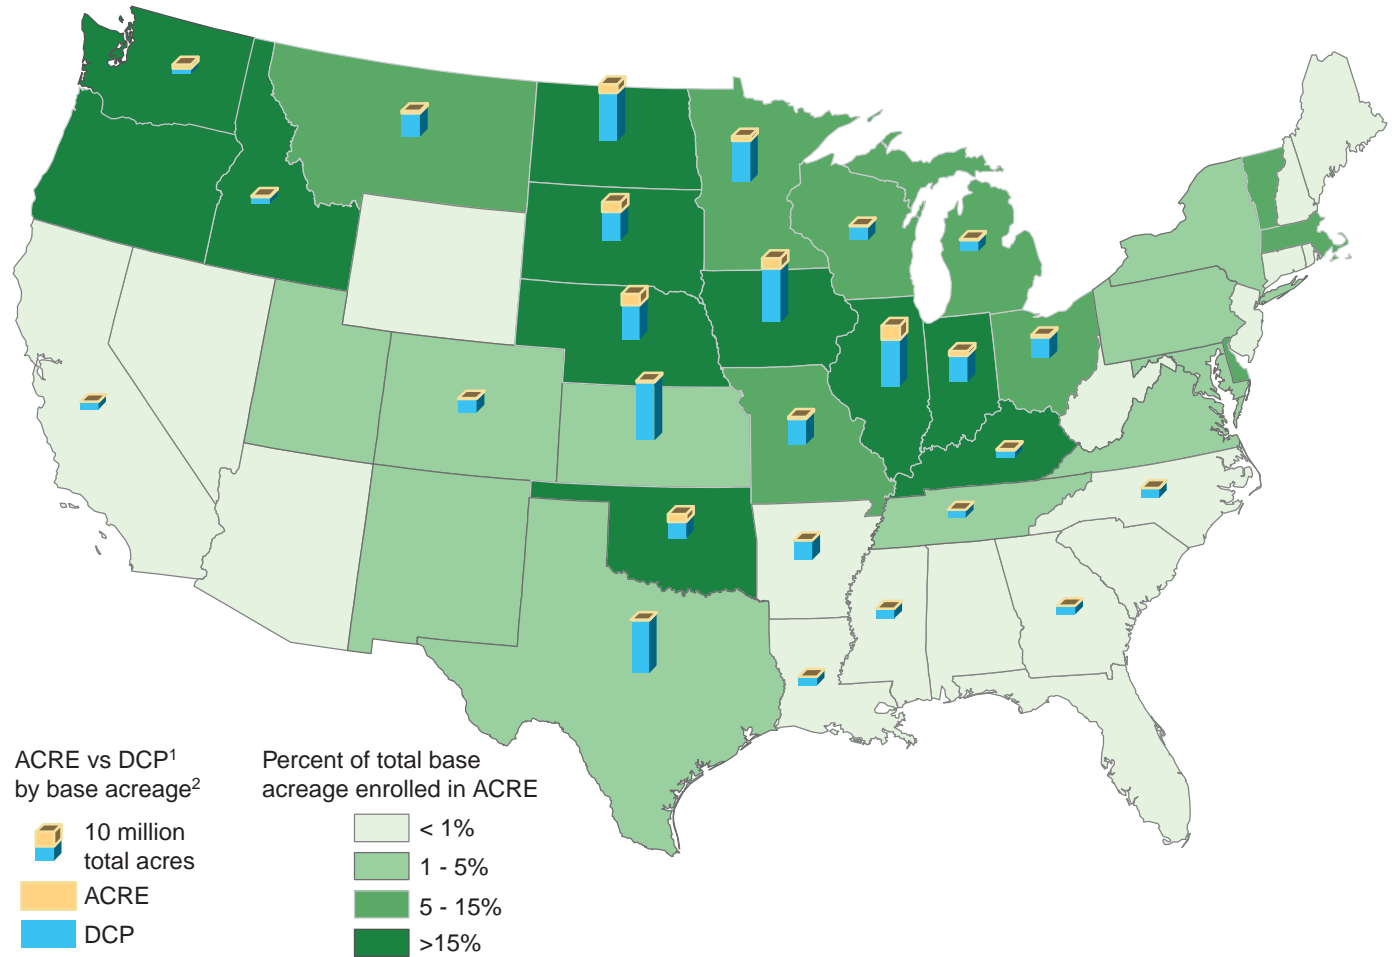 ACRE vs DCP¹
by base acreage²
10 million
total acres
ACRE
DCP
Percent of total base
acreage enrolled in ACRE
< 1%
1 - 5%
5 - 15%
>15%